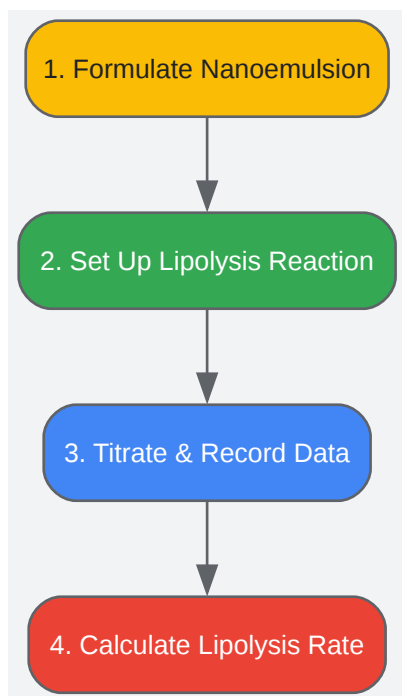 1. Formulate Nanoemulsion
2. Set Up Lipolysis Reaction
3. Titrate & Record Data
4. Calculate Lipolysis Rate